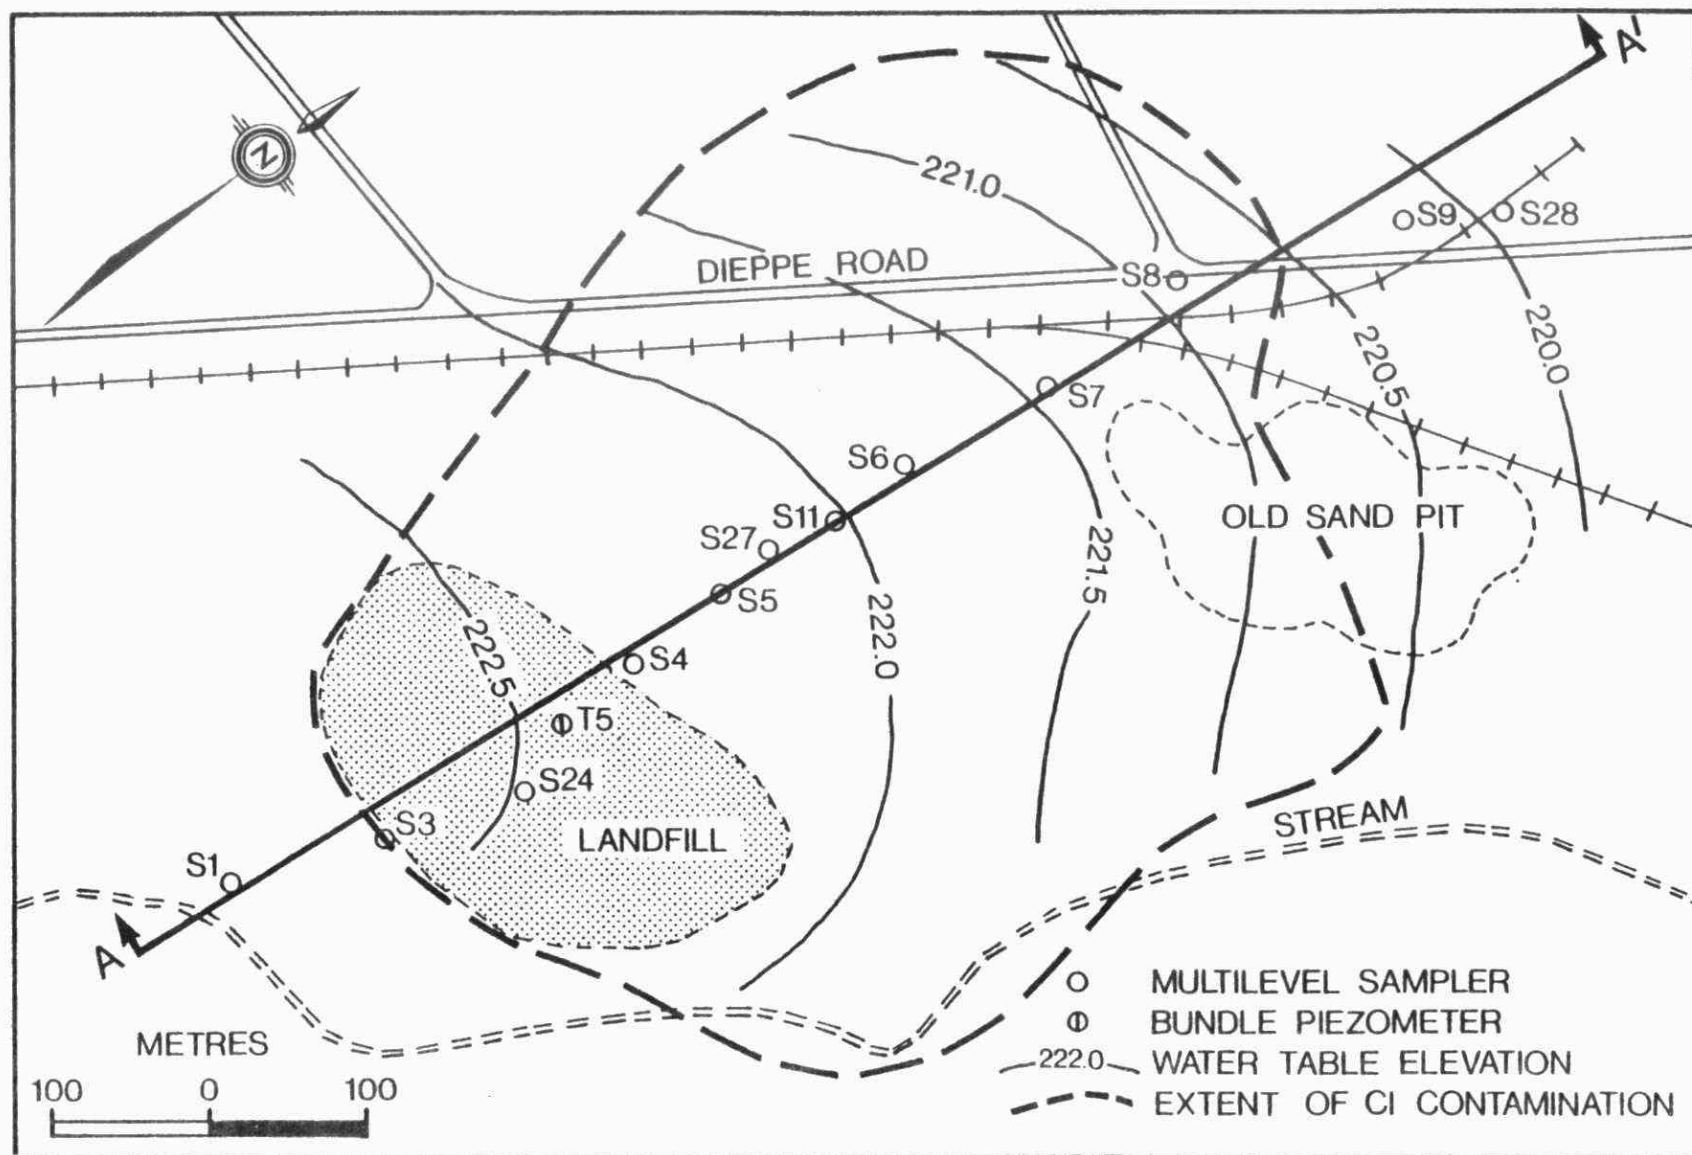 A'
N
221.0
S9
S28
DIEPPE ROAD
S8
220.0
220.5
S7
S6
S11
OLD SAND PIT
S27
221.5
S5
222.0
222.5
S4
T5
S24
S3
LANDFILL
STREAM
S1
A
MULTILEVEL SAMPLER
BUNDLE PIEZOMETER
METRES
222.0
WATER TABLE ELEVATION
100 0 100
EXTENT OF Cl CONTAMINATION